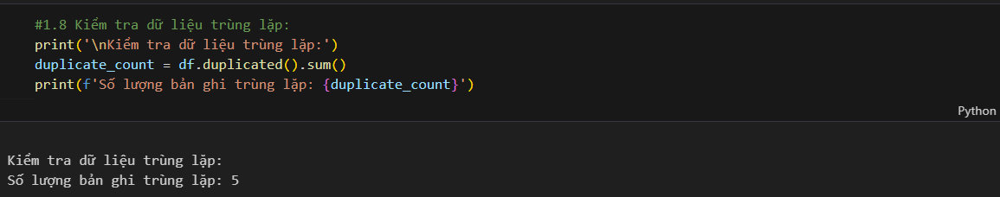 #1.8 Kiểm tra dữ liệu trùng lặp:
print('\nKiểm tra dữ liệu trùng lặp:')
duplicate_count = df.duplicated().sum()
print(f'Số lượng bản ghi trùng lặp: {duplicate_count}')
Python
Kiểm tra dữ liệu trùng lặp:
Số lượng bản ghi trùng lặp: 5